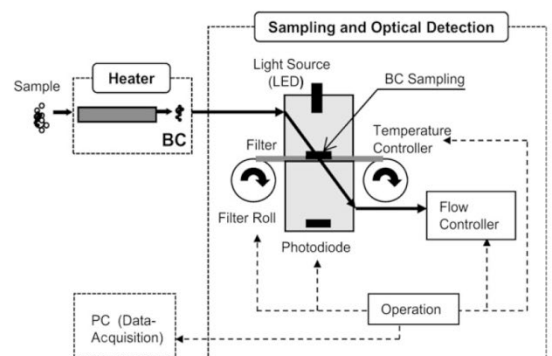 Sampling and Optical Detection
Heater
Sample
BC
Light Source
(LED)
BC Sampling
Filter
Temperature
Controller
Filter Roll
Photodiode
Flow
Controller
Operation
PC (Data-
Acquisition)